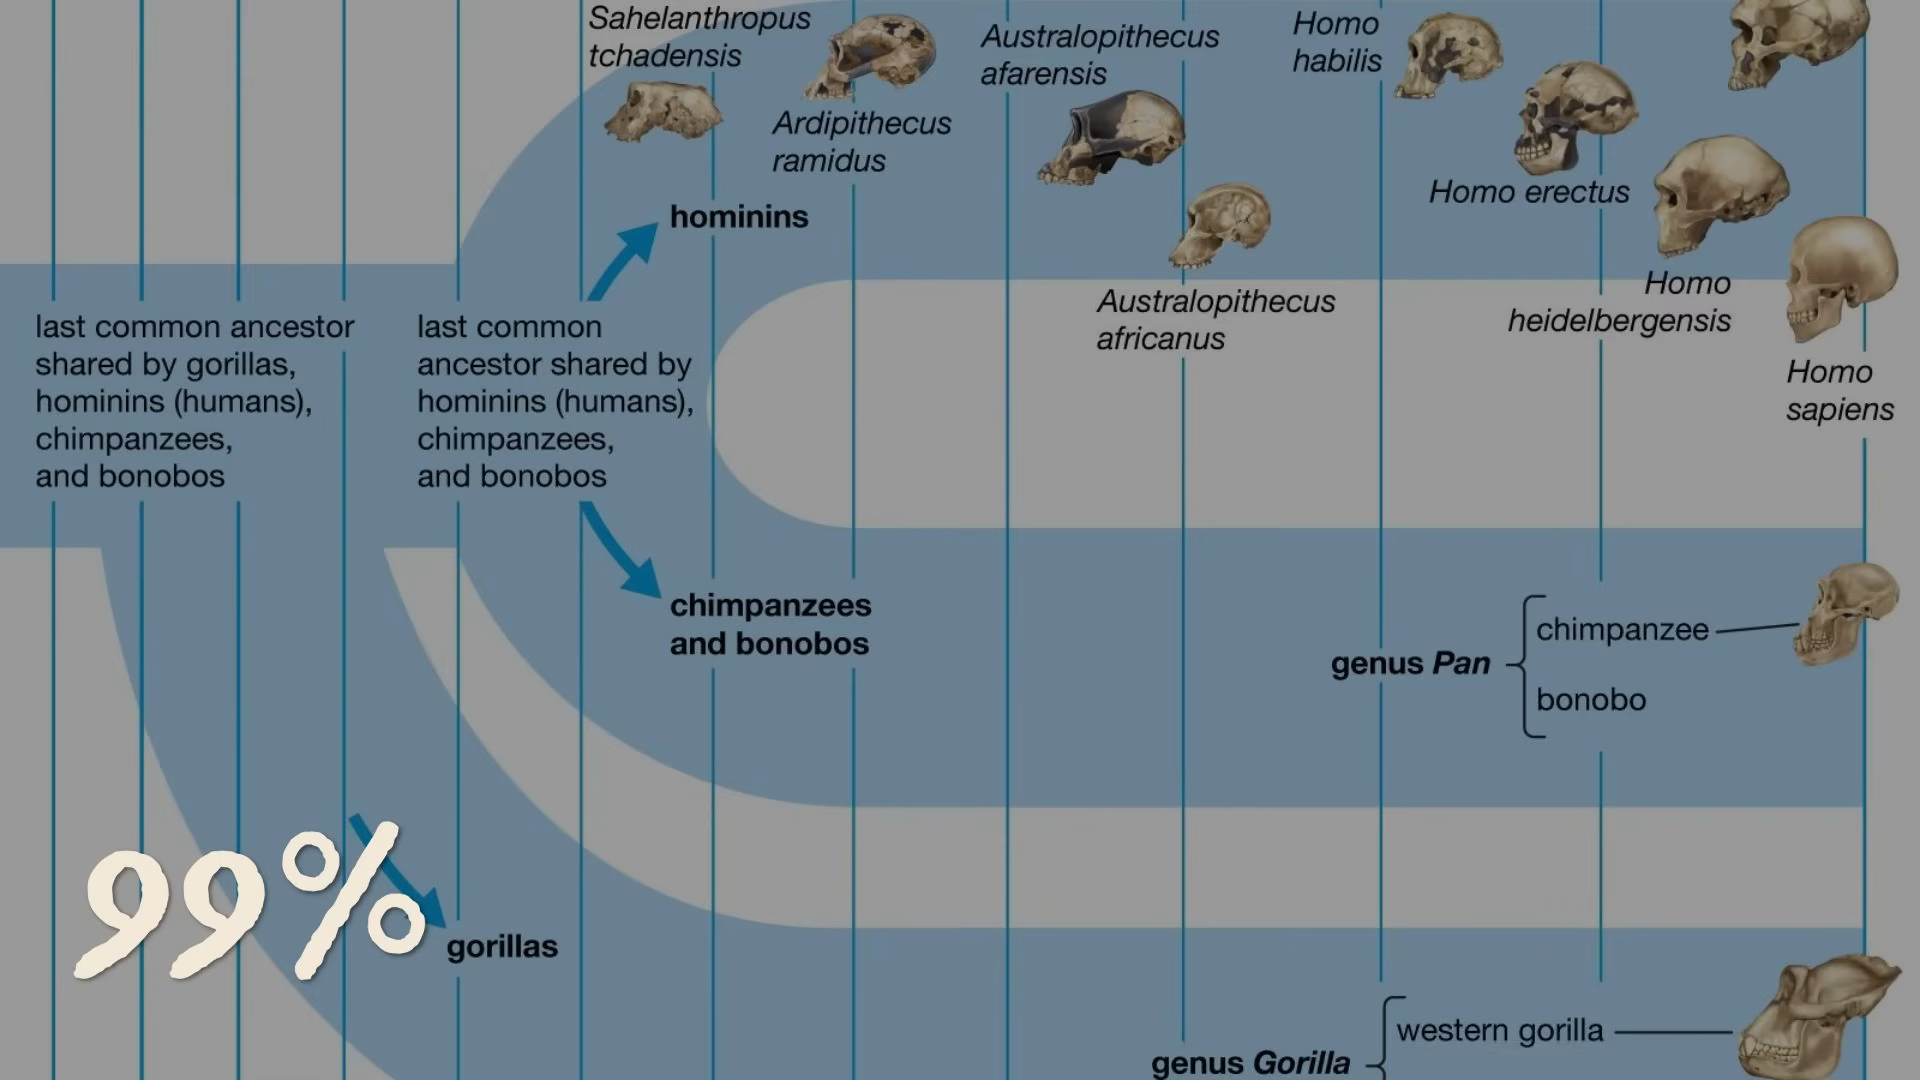 Sahelanthropus
tchadensis
Ardipithecus
ramidus
Australopithecus
afarensis
Australopithecus
africanus
Homo
habilis
Homo erectus
Homo
heidelbergensis
Homo
sapiens
hominins
last common ancestor
shared by gorillas,
hominins (humans),
chimpanzees,
and bonobos
last common
ancestor shared by
hominins (humans),
chimpanzees,
and bonobos
chimpanzees
and bonobos
genus Pan
chimpanzee
bonobo
99%
gorillas
genus Gorilla
western gorilla